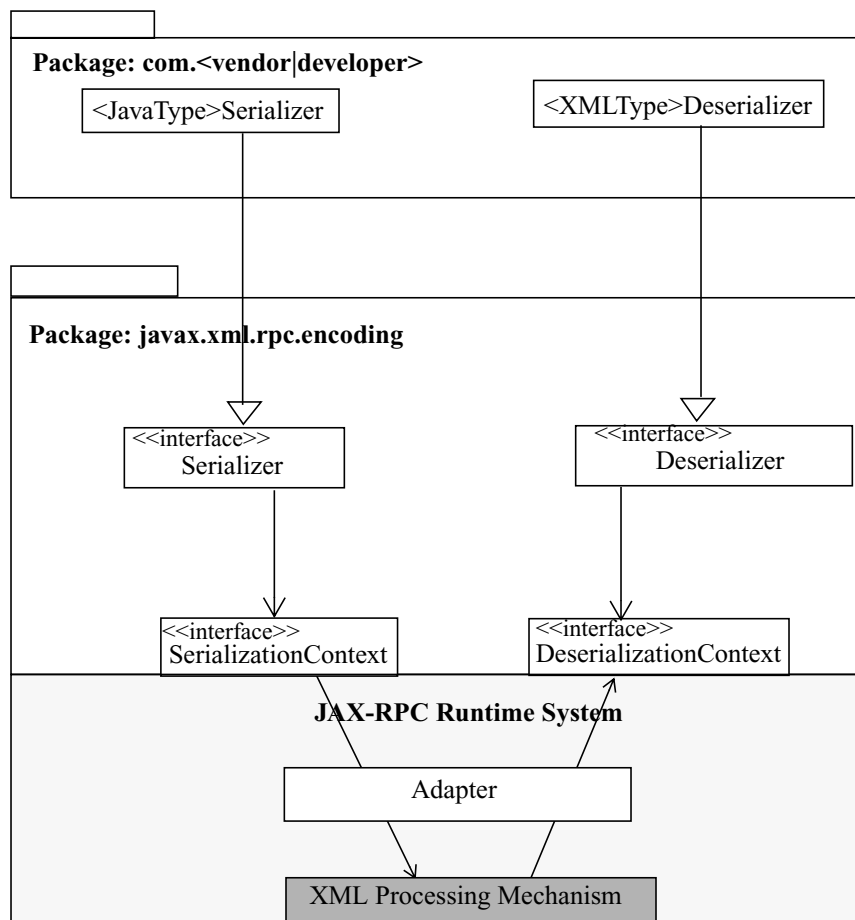 Package: com.<vendor|developer>
<JavaType>Serializer
<XMLType>Deserializer
Package: javax.xml.rpc.encoding
<<interface>>
Serializer
<<interface>>
Deserializer
<<interface>>
SerializationContext
<<interface>>
DeserializationContext
JAX-RPC Runtime System
Adapter
XML Processing Mechanism